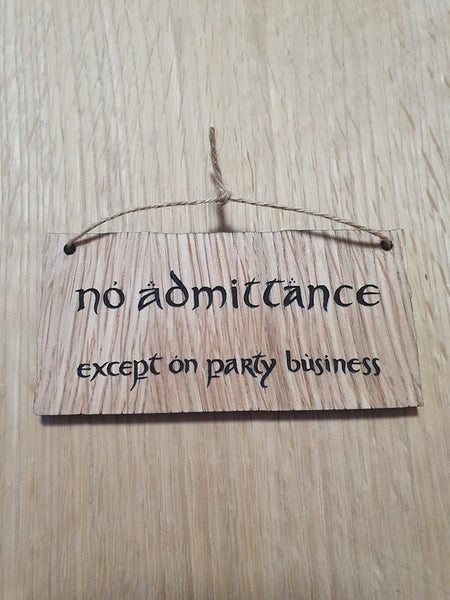 no admittance
except on party business